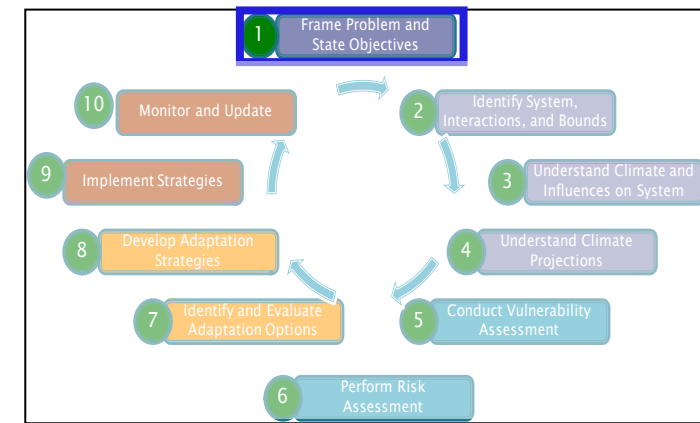 1
Frame Problem and
State Objectives
2
Identify System,
Interactions, and Bounds
3
Understand Climate and
Influences on System
4
Understand Climate
Projections
5
Conduct Vulnerability
Assessment
6
Perform Risk
Assessment
7
Identify and Evaluate
Adaptation Options
8
Develop Adaptation
Strategies
9
Implement Strategies
10
Monitor and Update